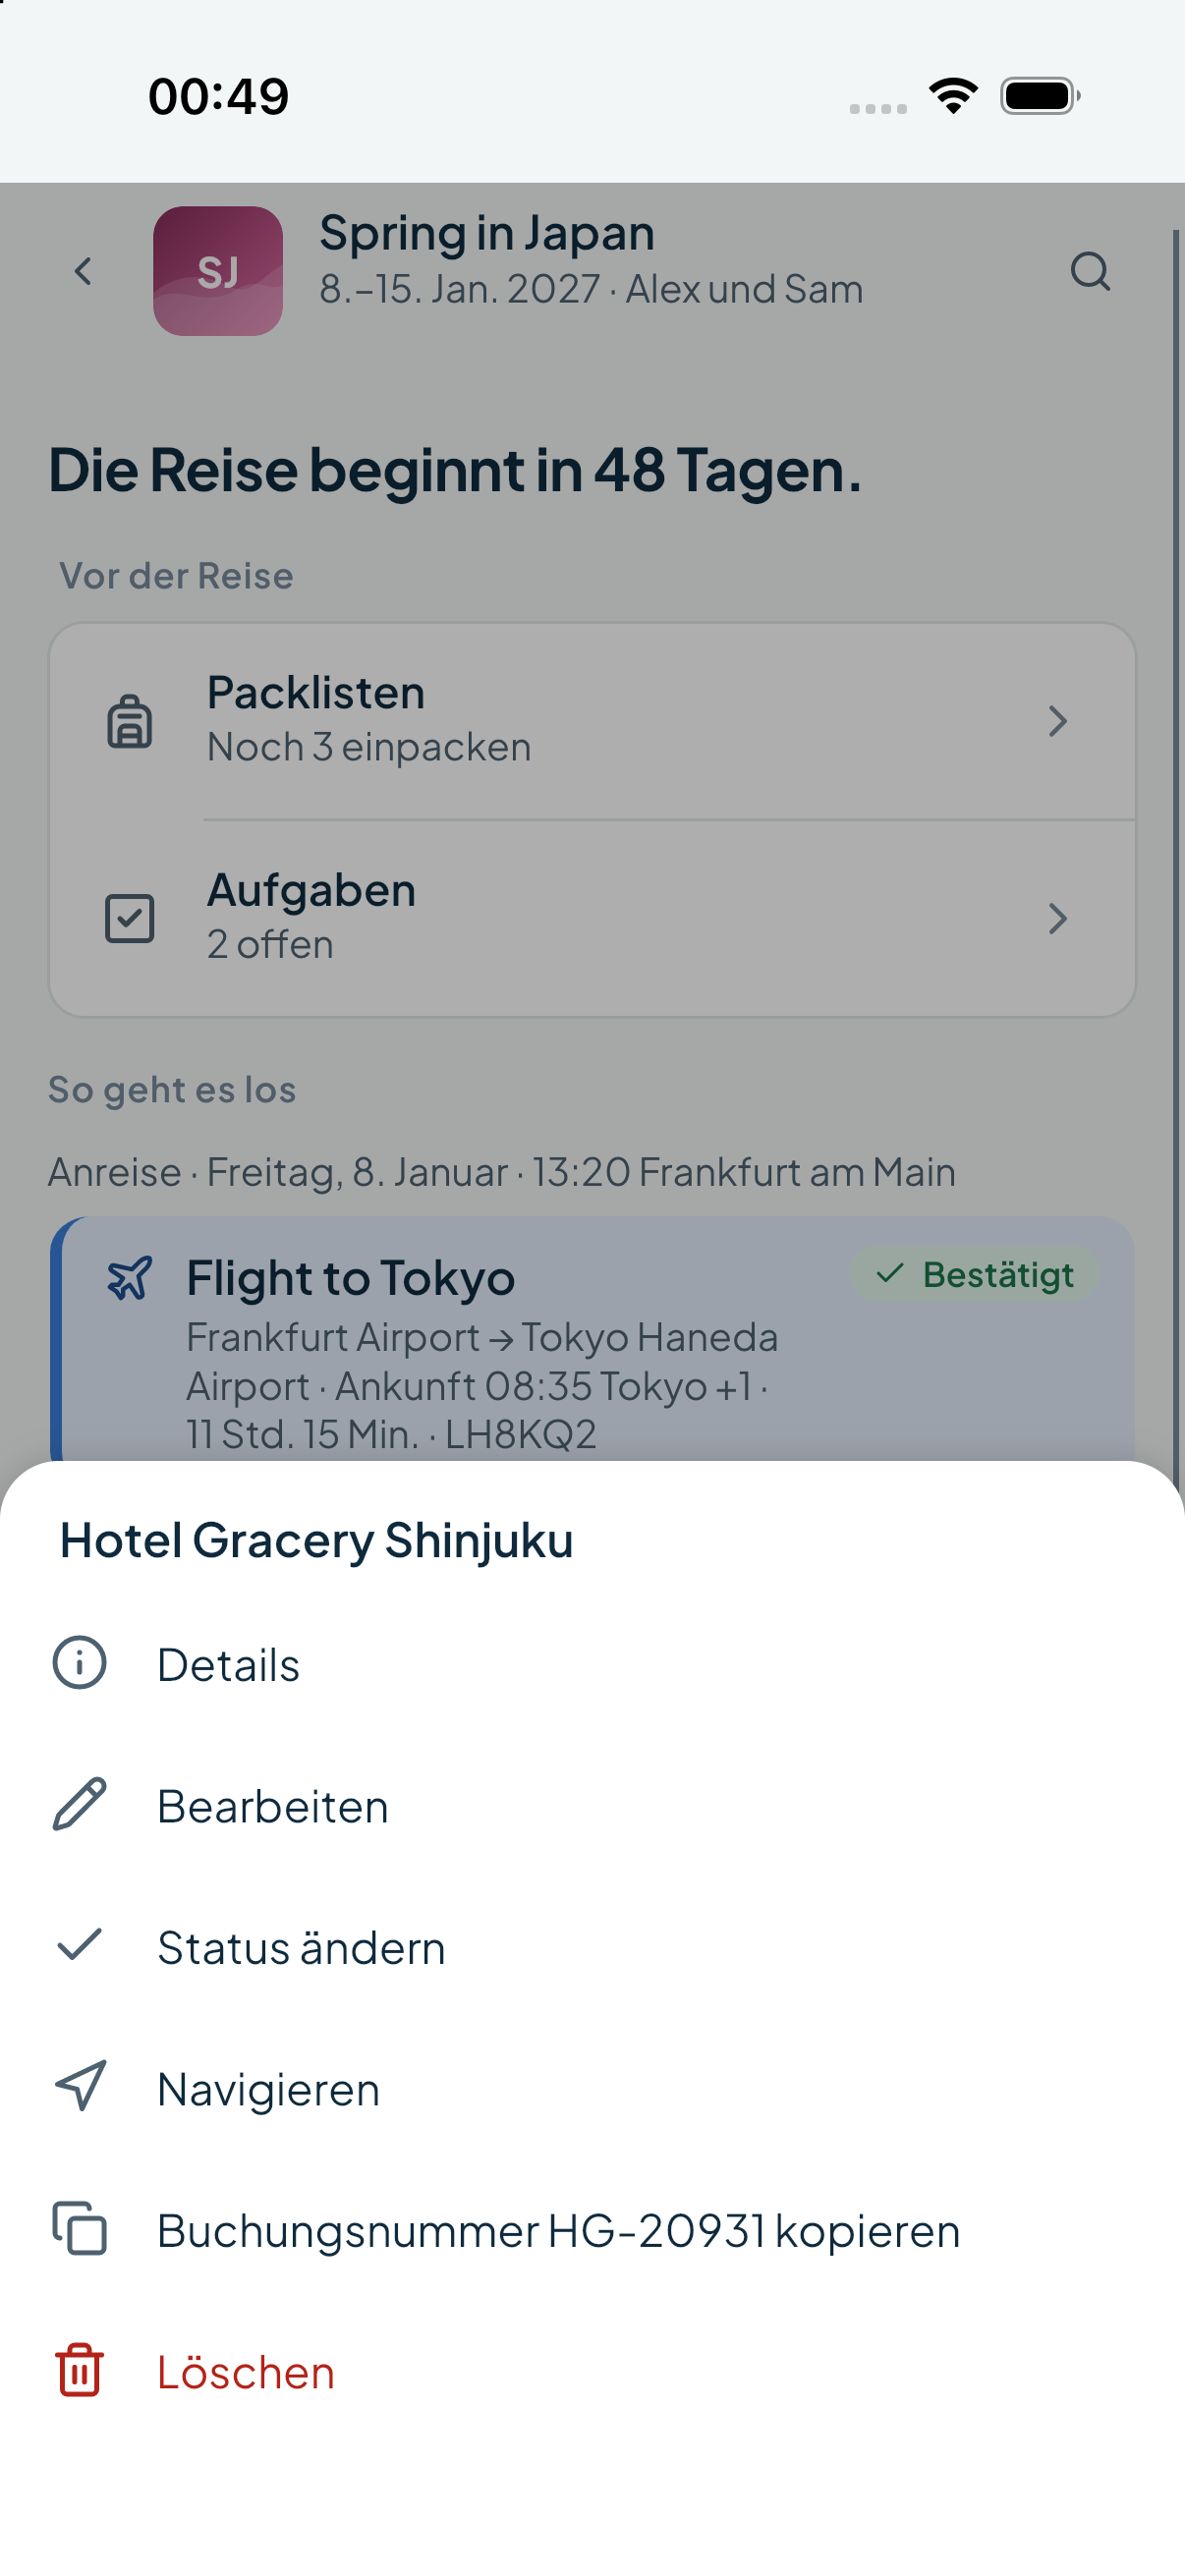 00:49
SJ
Spring in Japan
8.–15. Jan. 2027 · Alex und Sam
Die Reise beginnt in 48 Tagen.
Vor der Reise
Packlisten
Noch 3 einpacken
Aufgaben
2 offen
So geht es los
Anreise · Freitag, 8. Januar · 13:20 Frankfurt am Main
Flight to Tokyo
Bestätigt
Frankfurt Airport → Tokyo Haneda
Airport · Ankunft 08:35 Tokyo +1 ·
11 Std. 15 Min. · LH8KQ2
Hotel Gracery Shinjuku
Details
Bearbeiten
Status ändern
Navigieren
Buchungsnummer HG-20931 kopieren
Löschen